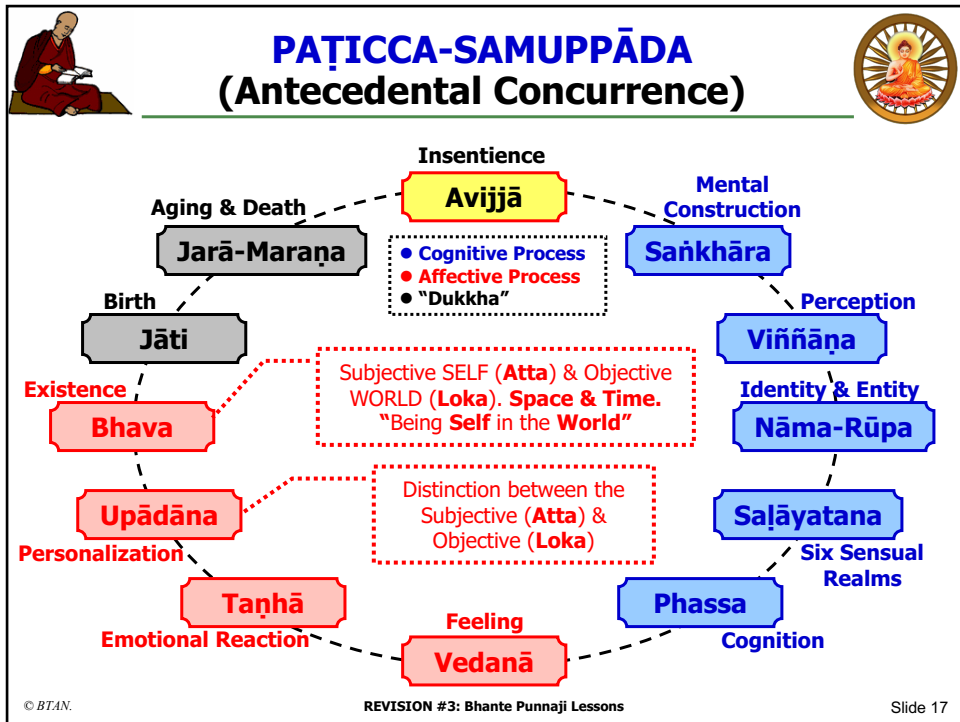 PAṬICCA-SAMUPPĀDA
(Antecedental Concurrence)
Insentience
Avijjā
Mental
Construction
Saṅkhāra
Perception
Viññāṇa
Identity & Entity
Nāma-Rūpa
Saḷāyatana
Six Sensual
Realms
Phassa
Cognition
Feeling
Vedanā
Taṇhā
Emotional Reaction
Upādāna
Personalization
Existence
Bhava
Birth
Jāti
Aging & Death
Jarā-Maraṇa
● Cognitive Process
● Affective Process
● “Dukkha”
Subjective SELF (Atta) & Objective
WORLD (Loka). Space & Time.
“Being Self in the World”
Distinction between the
Subjective (Atta) &
Objective (Loka)
© BTAN.
REVISION #3: Bhante Punnaji Lessons
Slide 17